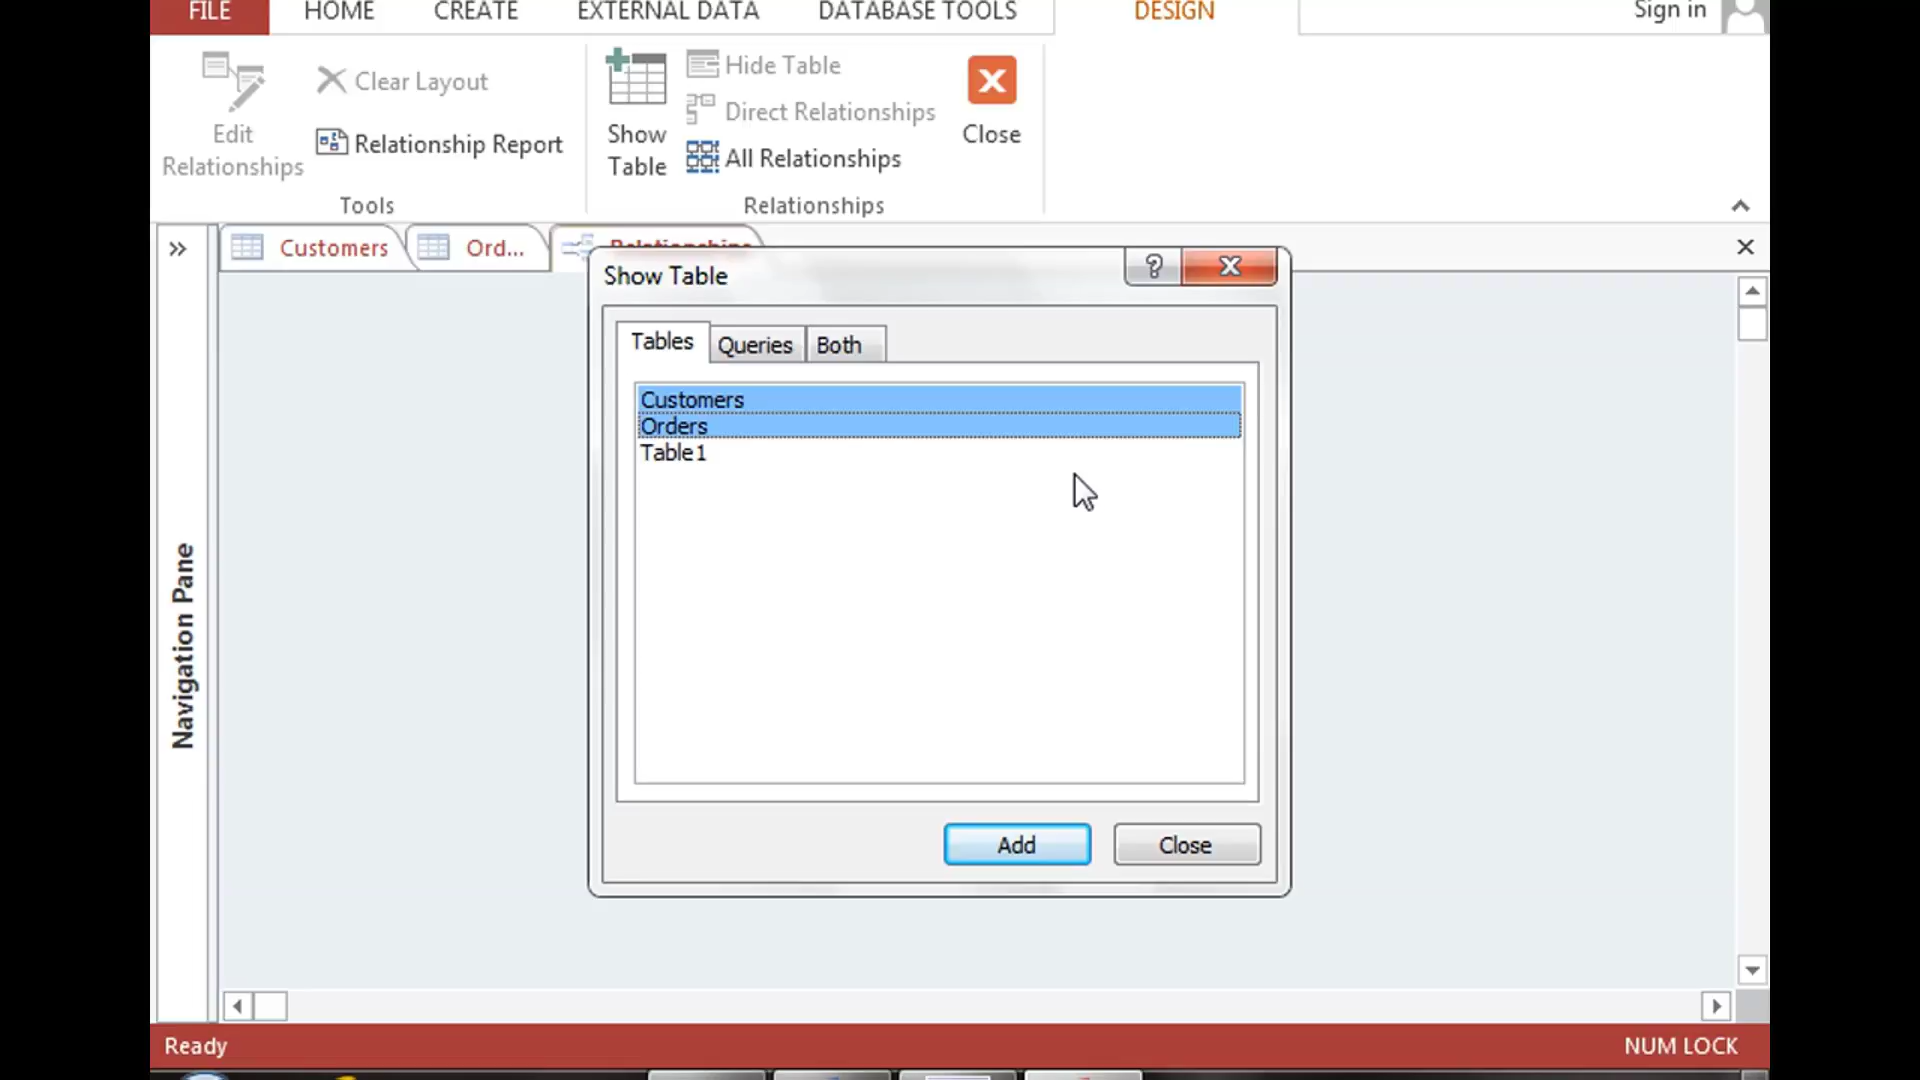 FILE HOME CREATE EXTERNAL DATA DATABASE TOOLS DESIGN Sign in
Edit Relationships
Clear Layout
Relationship Report
Tools
Show Table
Hide Table
Direct Relationships
All Relationships
Relationships
Close
Customers Ord... Relationships
Navigation Pane
Show Table
Tables Queries Both
Customers
Orders
Table1
Add Close
Ready NUM LOCK